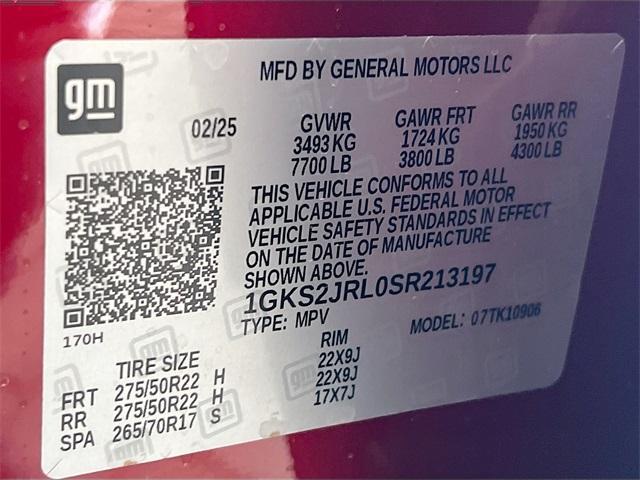 gm
MFD BY GENERAL MOTORS LLC
02/25 GVWR GAWR FRT GAWR RR
3493 KG 1724 KG 1950 KG
7700 LB 3800 LB 4300 LB
THIS VEHICLE CONFORMS TO ALL
APPLICABLE U.S. FEDERAL MOTOR
VEHICLE SAFETY STANDARDS IN EFFECT
ON THE DATE OF MANUFACTURE
SHOWN ABOVE.
1GKS2JRL0SR213197
TYPE: MPV MODEL: 07TK10906
170H
TIRE SIZE RIM
FRT 275/50R22 H 22X9J
RR 275/50R22 H 22X9J
SPA 265/70R17 S 17X7J